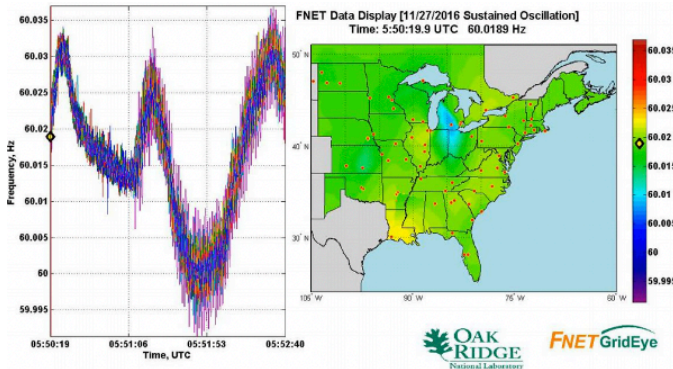 FNET Data Display [11/27/2016 Sustained Oscillation]
Time: 5:50:19.9 UTC   60.0189 Hz
60.035
60.03
60.025
60.02
60.015
60.01
60.005
60
59.995
Frequency, Hz
05:50:19
05:51:06
05:51:53
05:52:40
Time, UTC
50°N
40°N
30°N
105°W
90°W
75°W
60°W
60.035
60.03
60.025
60.02
60.015
60.01
60.005
60
59.995
OAK
RIDGE
National Laboratory
FNET GridEye